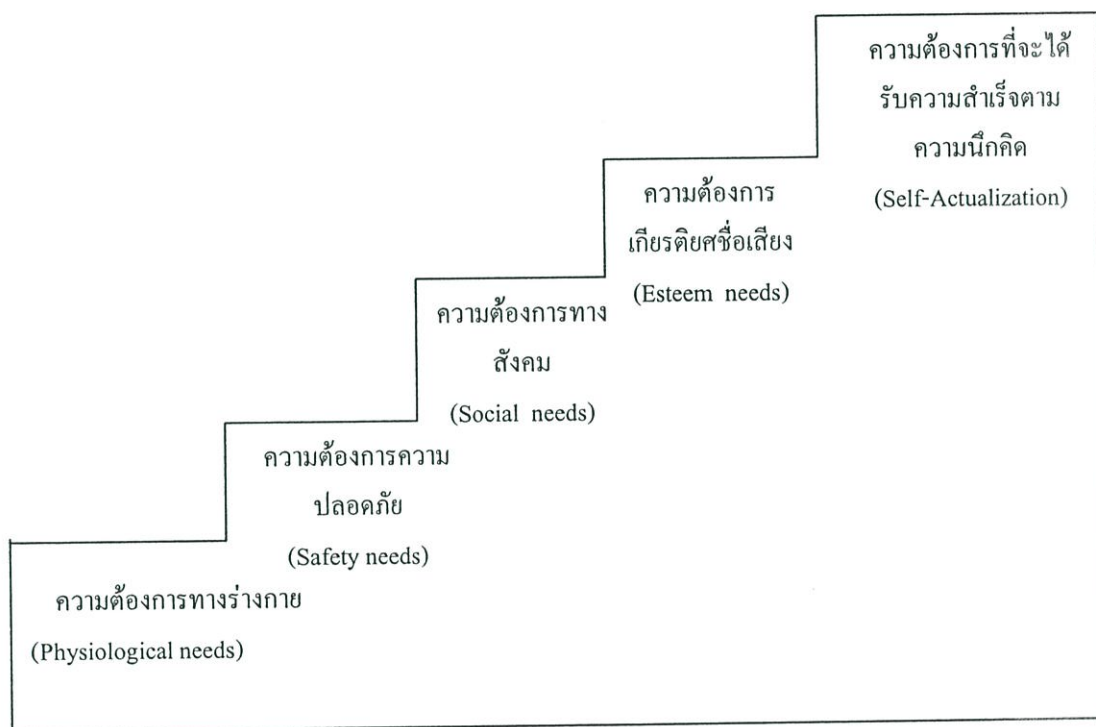 ความต้องการที่จะได้
รับความสำเร็จตาม
ความนึกคิด
(Self-Actualization)
ความต้องการ
เกียรติยศชื่อเสียง
(Esteem needs)
ความต้องการทาง
สังคม
(Social needs)
ความต้องการความ
ปลอดภัย
(Safety needs)
ความต้องการทางร่างกาย
(Physiological needs)